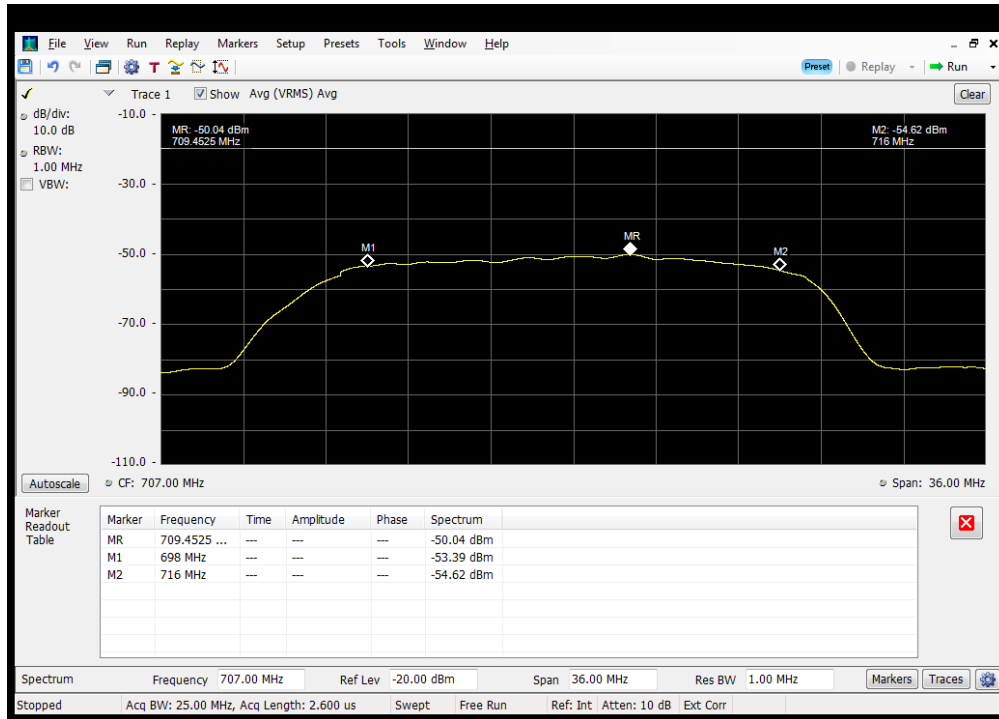 File View Run Replay Markers Setup Presets Tools Window Help
T Preset Replay Run
Trace 1 Show Avg (VRMS) Avg Clear
dB/div:
10.0 dB
RBW:
1.00 MHz
VBW:
-10.0
-30.0
-50.0
-70.0
-90.0
-110.0
MR: -50.04 dBm
709.4525 MHz
M2: -54.62 dBm
716 MHz
M1
MR
M2
Autoscale CF: 707.00 MHz Span: 36.00 MHz
Marker
Readout
Table
Marker Frequency Time Amplitude Phase Spectrum
MR 709.4525 ... --- --- --- -50.04 dBm
M1 698 MHz --- --- --- -53.39 dBm
M2 716 MHz --- --- --- -54.62 dBm
Spectrum Frequency 707.00 MHz Ref Lev -20.00 dBm Span 36.00 MHz Res BW 1.00 MHz Markers Traces
Stopped Acq BW: 25.00 MHz, Acq Length: 2.600 us Swept Free Run Ref: Int Atten: 10 dB Ext Corr